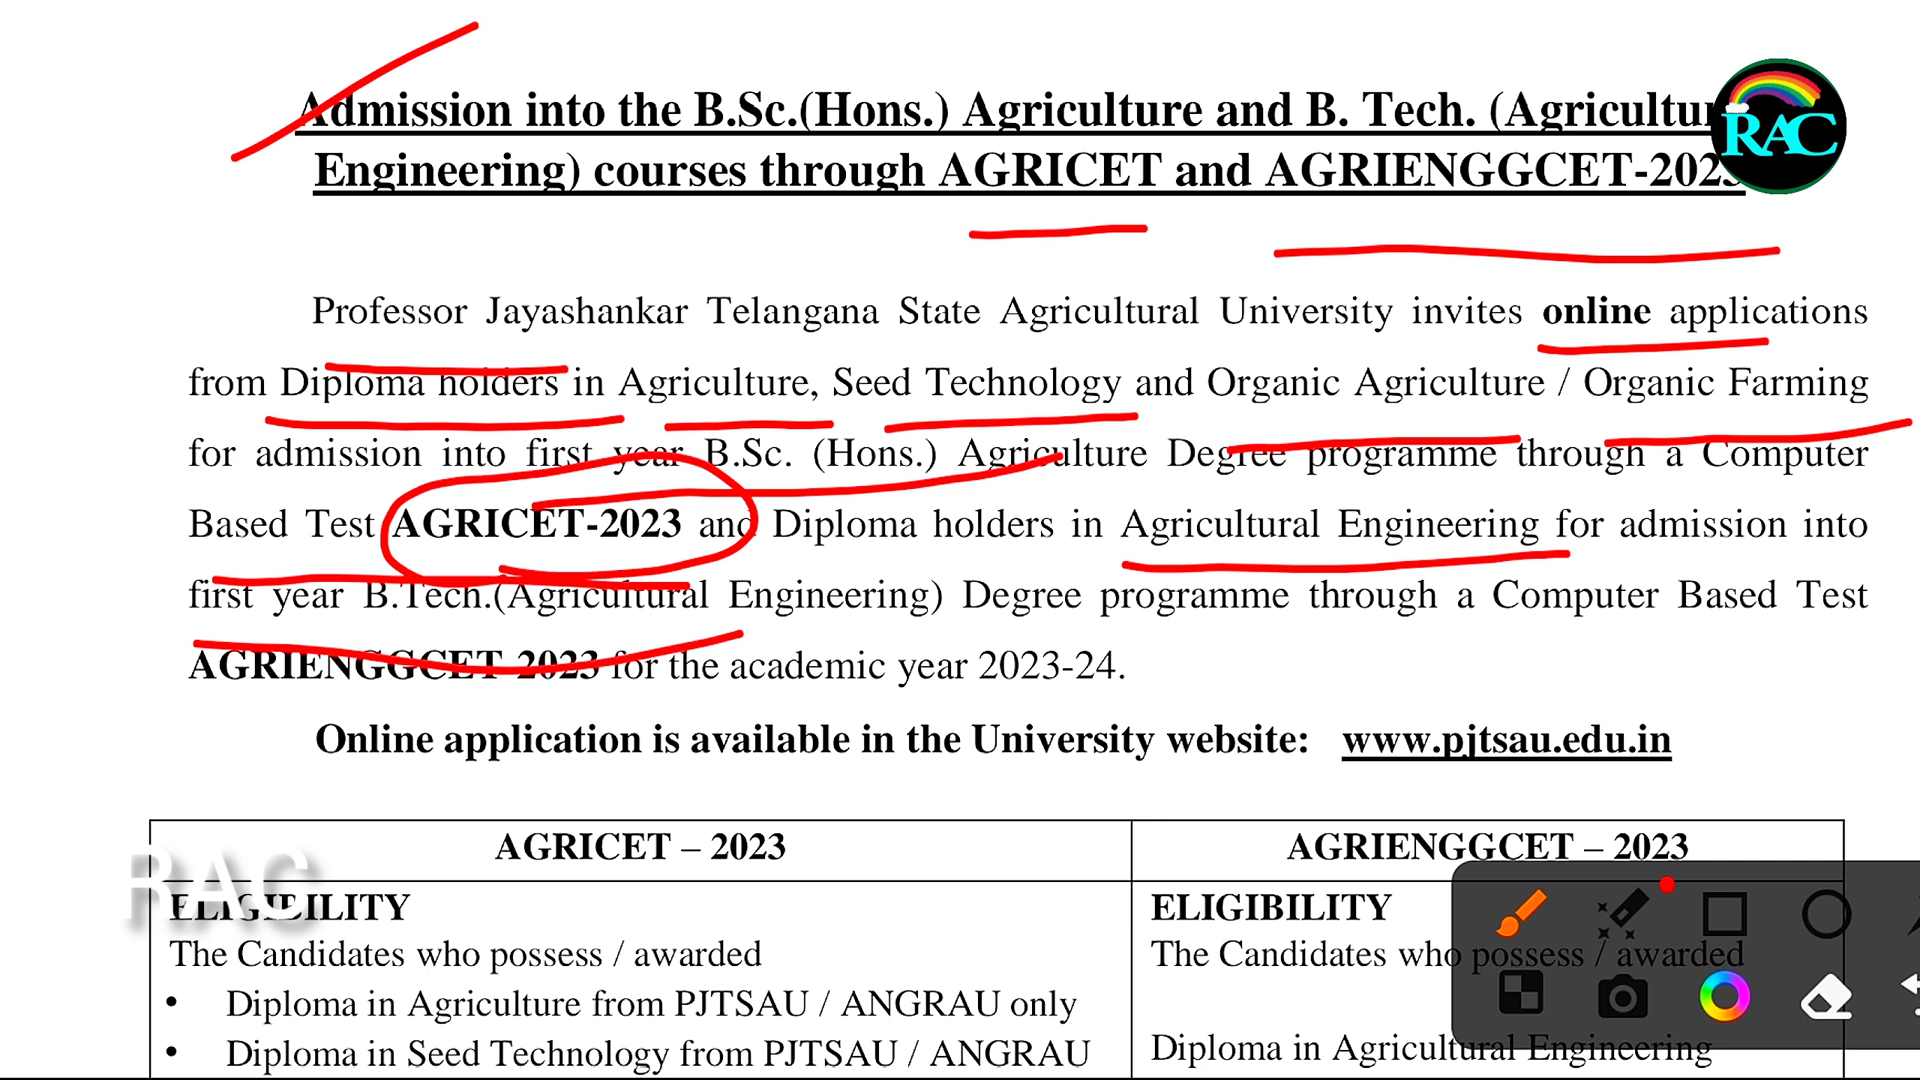 Admission into the B.Sc.(Hons.) Agriculture and B. Tech. (Agricultur
RAC
Engineering) courses through AGRICET and AGRIENGGCET-2023
Professor Jayashankar Telangana State Agricultural University invites online applications
from Diploma holders in Agriculture, Seed Technology and Organic Agriculture / Organic Farming
for admission into first year B.Sc. (Hons.) Agriculture Degree programme through a Computer
Based Test AGRICET-2023 and Diploma holders in Agricultural Engineering for admission into
first year B.Tech.(Agricultural Engineering) Degree programme through a Computer Based Test
AGRIENGGCET-2023 for the academic year 2023-24.
Online application is available in the University website: www.pjtsau.edu.in
AGRICET – 2023
RAC
ELIGIBILITY
The Candidates who possess / awarded
• Diploma in Agriculture from PJTSAU / ANGRAU only
• Diploma in Seed Technology from PJTSAU / ANGRAU
AGRIENGGCET – 2023
ELIGIBILITY
The Candidates who possess / awarded
Diploma in Agricultural Engineering